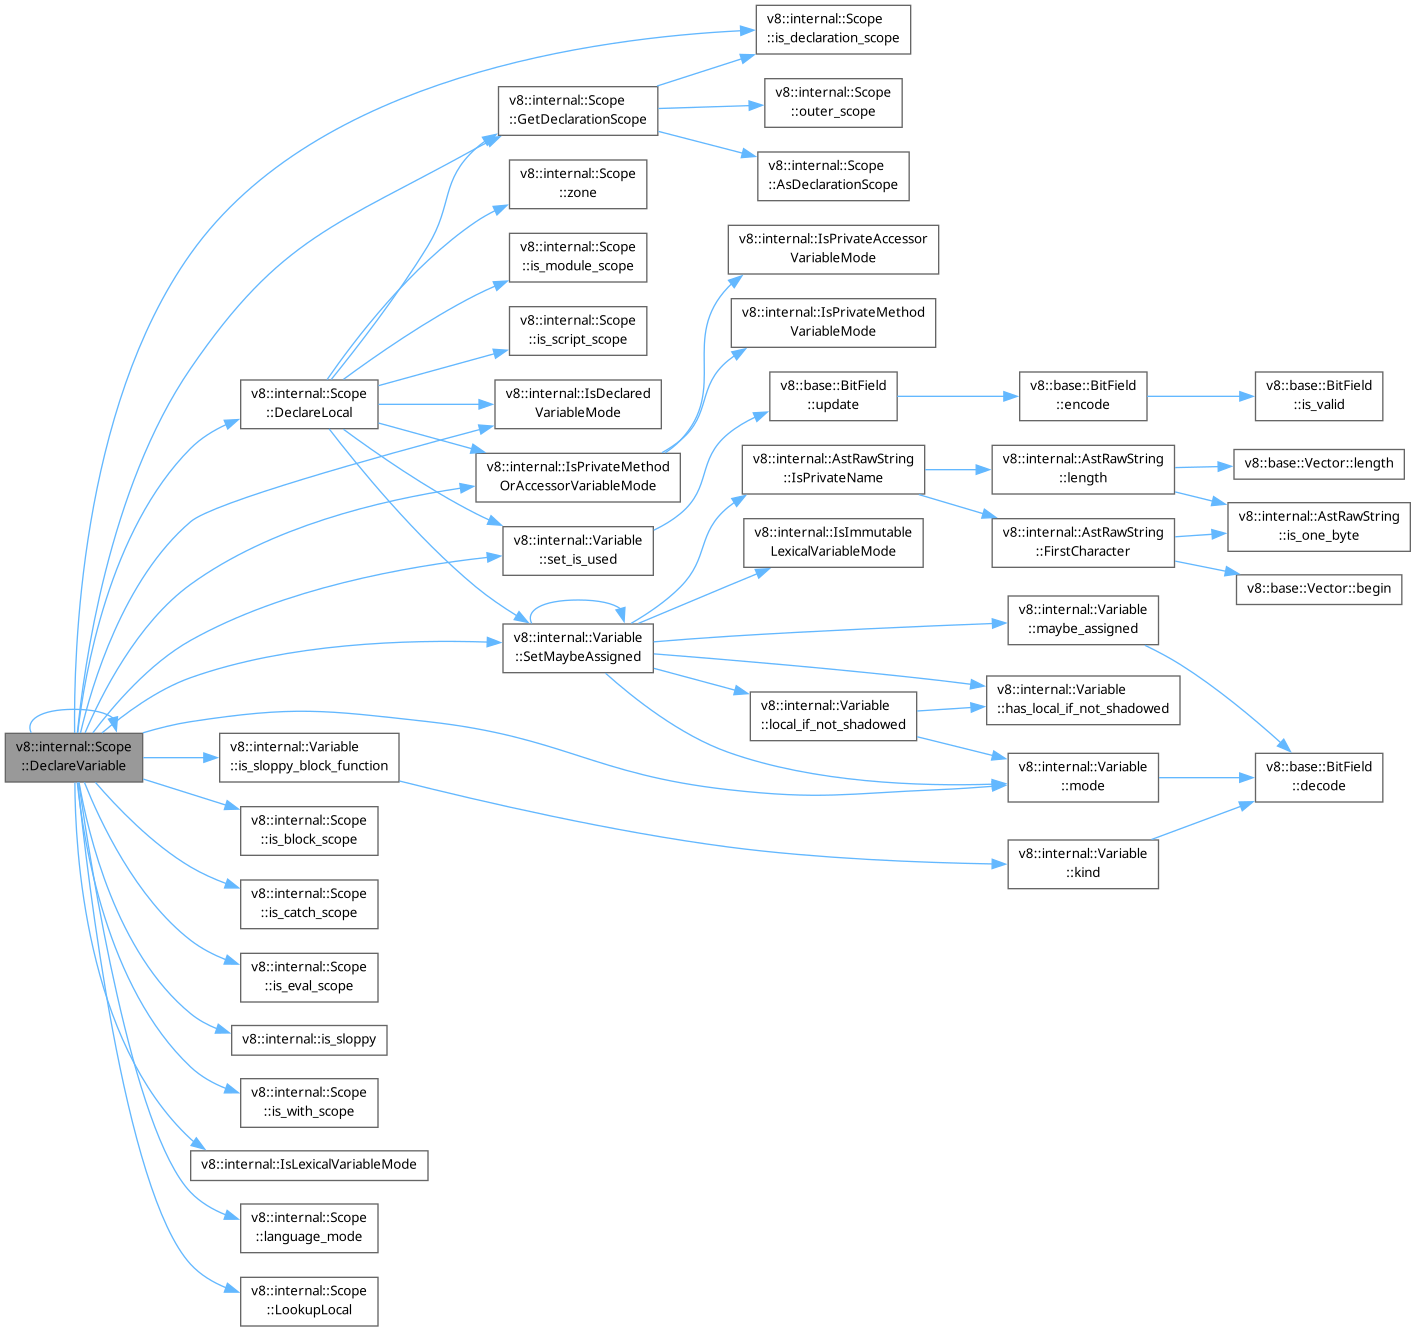 v8::internal::Scope
::is_declaration_scope
v8::internal::Scope
::GetDeclarationScope
v8::internal::Scope
::outer_scope
v8::internal::Scope
::AsDeclarationScope
v8::internal::Scope
::zone
v8::internal::IsPrivateAccessor
VariableMode
v8::internal::Scope
::is_module_scope
v8::internal::IsPrivateMethod
VariableMode
v8::internal::Scope
::is_script_scope
v8::internal::Scope
::DeclareLocal
v8::internal::IsDeclared
VariableMode
v8::base::BitField
::update
v8::base::BitField
::encode
v8::base::BitField
::is_valid
v8::internal::IsPrivateMethod
OrAccessorVariableMode
v8::internal::AstRawString
::IsPrivateName
v8::internal::AstRawString
::length
v8::base::Vector::length
v8::internal::Variable
::set_is_used
v8::internal::IsImmutable
LexicalVariableMode
v8::internal::AstRawString
::FirstCharacter
v8::internal::AstRawString
::is_one_byte
v8::base::Vector::begin
v8::internal::Variable
::SetMaybeAssigned
v8::internal::Variable
::maybe_assigned
v8::internal::Variable
::local_if_not_shadowed
v8::internal::Variable
::has_local_if_not_shadowed
v8::internal::Scope
::DeclareVariable
v8::internal::Variable
::is_sloppy_block_function
v8::internal::Variable
::mode
v8::base::BitField
::decode
v8::internal::Scope
::is_block_scope
v8::internal::Variable
::kind
v8::internal::Scope
::is_catch_scope
v8::internal::Scope
::is_eval_scope
v8::internal::is_sloppy
v8::internal::Scope
::is_with_scope
v8::internal::IsLexicalVariableMode
v8::internal::Scope
::language_mode
v8::internal::Scope
::LookupLocal